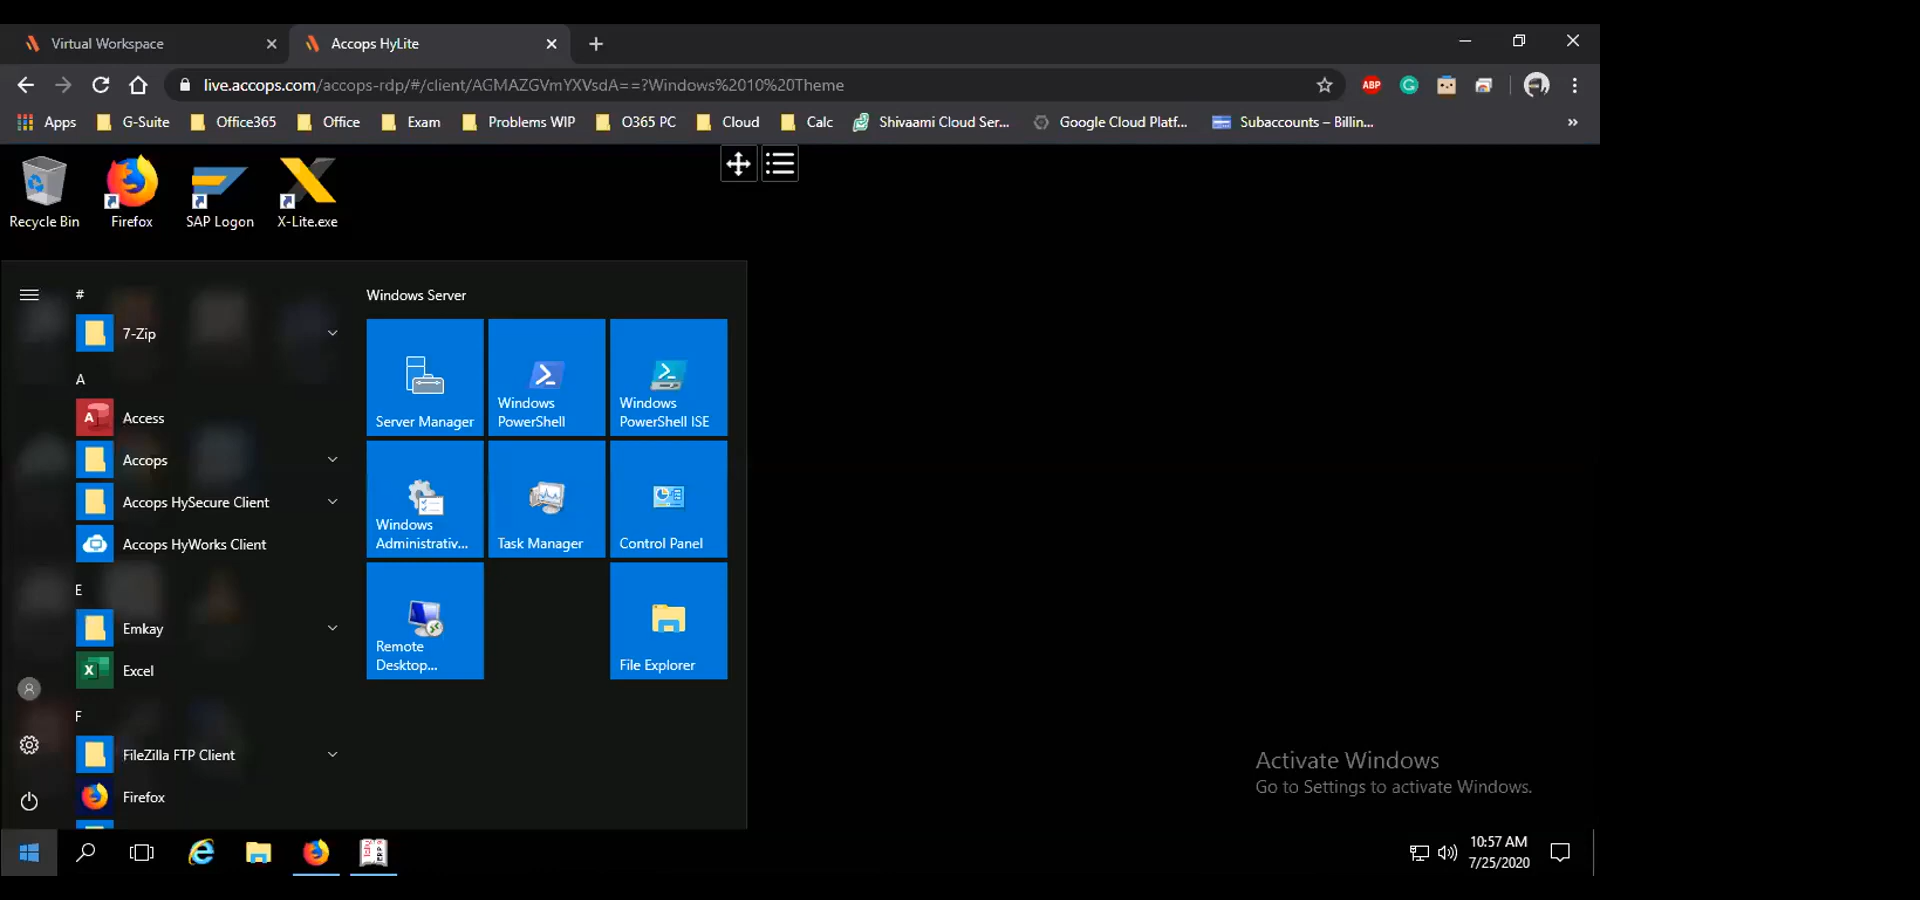 Virtual Workspace
Accops HyLite
live.accops.com/accops-rdp/#/client/AGMAZGVmYXVsdA==?Windows%2010%20Theme
ABP
Apps
G-Suite
Office365
Office
Exam
Problems WIP
O365 PC
Cloud
Calc
Shivaami Cloud Ser...
Google Cloud Platf...
Subaccounts – Billin...
»
Recycle Bin
Firefox
SAP Logon
X-Lite.exe
#
7-Zip
A
Access
Accops
Accops HySecure Client
Accops HyWorks Client
E
Emkay
Excel
F
FileZilla FTP Client
Firefox
Windows Server
Server Manager
Windows
PowerShell
Windows
PowerShell ISE
Windows
Administrativ...
Task Manager
Control Panel
Remote
Desktop...
File Explorer
Activate Windows
Go to Settings to activate Windows.
10:57 AM
7/25/2020